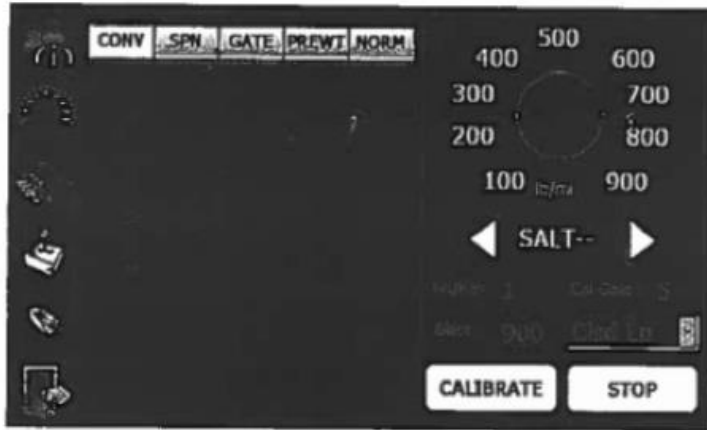 CONV SPN GATE PREWT NORM
500
400 600
300 700
200 800
100 lb/mi 900
SALT--
900
CALIBRATE STOP